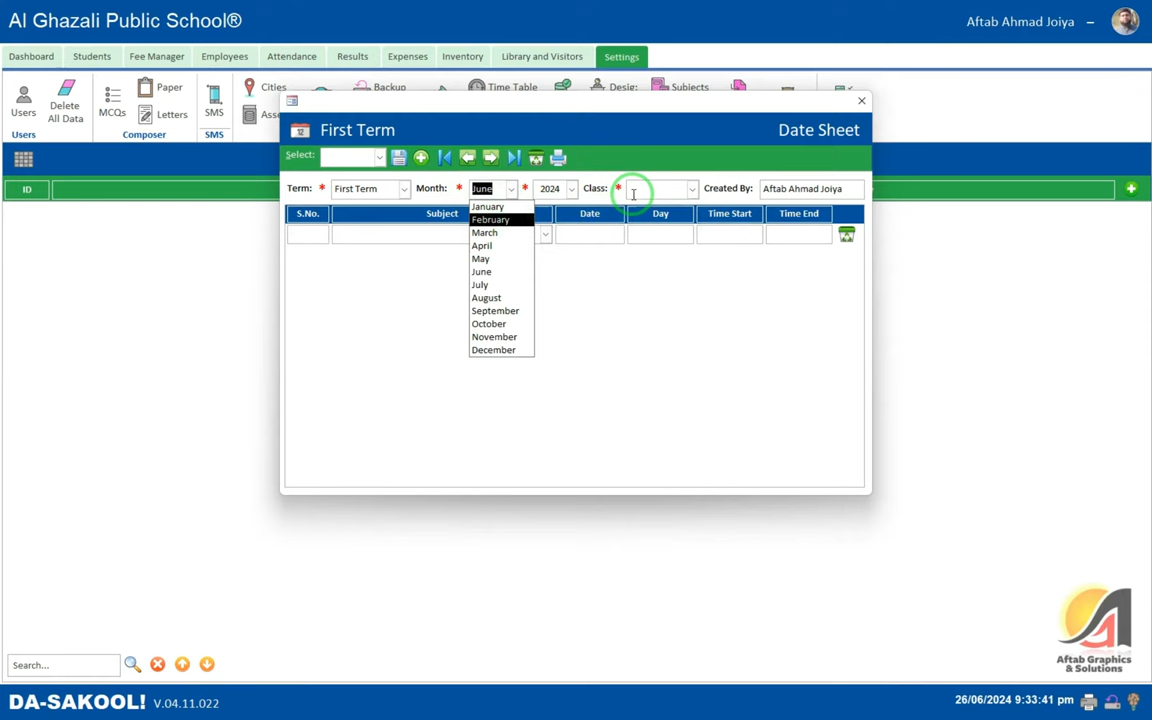 Al Ghazali Public School®
Aftab Ahmad Joiya –
Dashboard Students Fee Manager Employees Attendance Results Expenses Inventory Library and Visitors Settings
Users
Delete All Data
MCQs
Paper
Letters
SMS
Cities
Backup
Time Table
Subjects
Users Composer SMS
First Term
Date Sheet
Select:
Term: * First Term Month: * June * 2024 Class: * Created By: Aftab Ahmad Joiya
ID
S.No. Subject Date Day Time Start Time End
January
February
March
April
May
June
July
August
September
October
November
December
Aftab Graphics
& Solutions
Search...
DA-SAKOOL! V.04.11.022
26/06/2024 9:33:41 pm